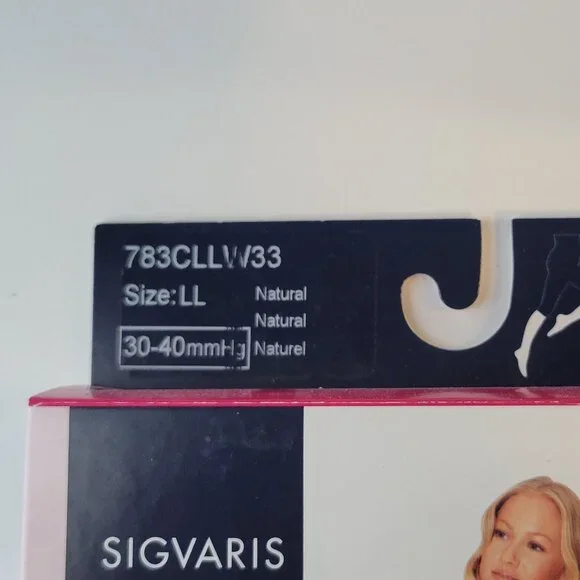 783CLLW33
Size:LL Natural
Natural
30-40mmHg Naturel
SIGVARIS